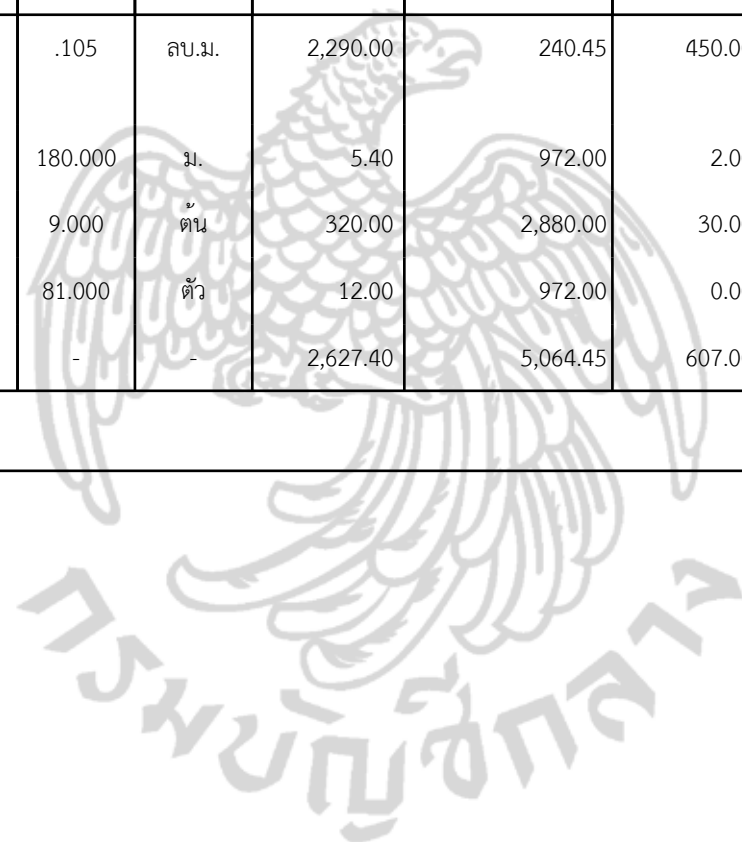 .105 ลบ.ม. 2,290.00 240.45 450.0
180.000 ม. 5.40 972.00 2.0
9.000 ต้น 320.00 2,880.00 30.0
81.000 ตัว 12.00 972.00 0.0
- - 2,627.40 5,064.45 607.0
กรมบัญชีกลาง